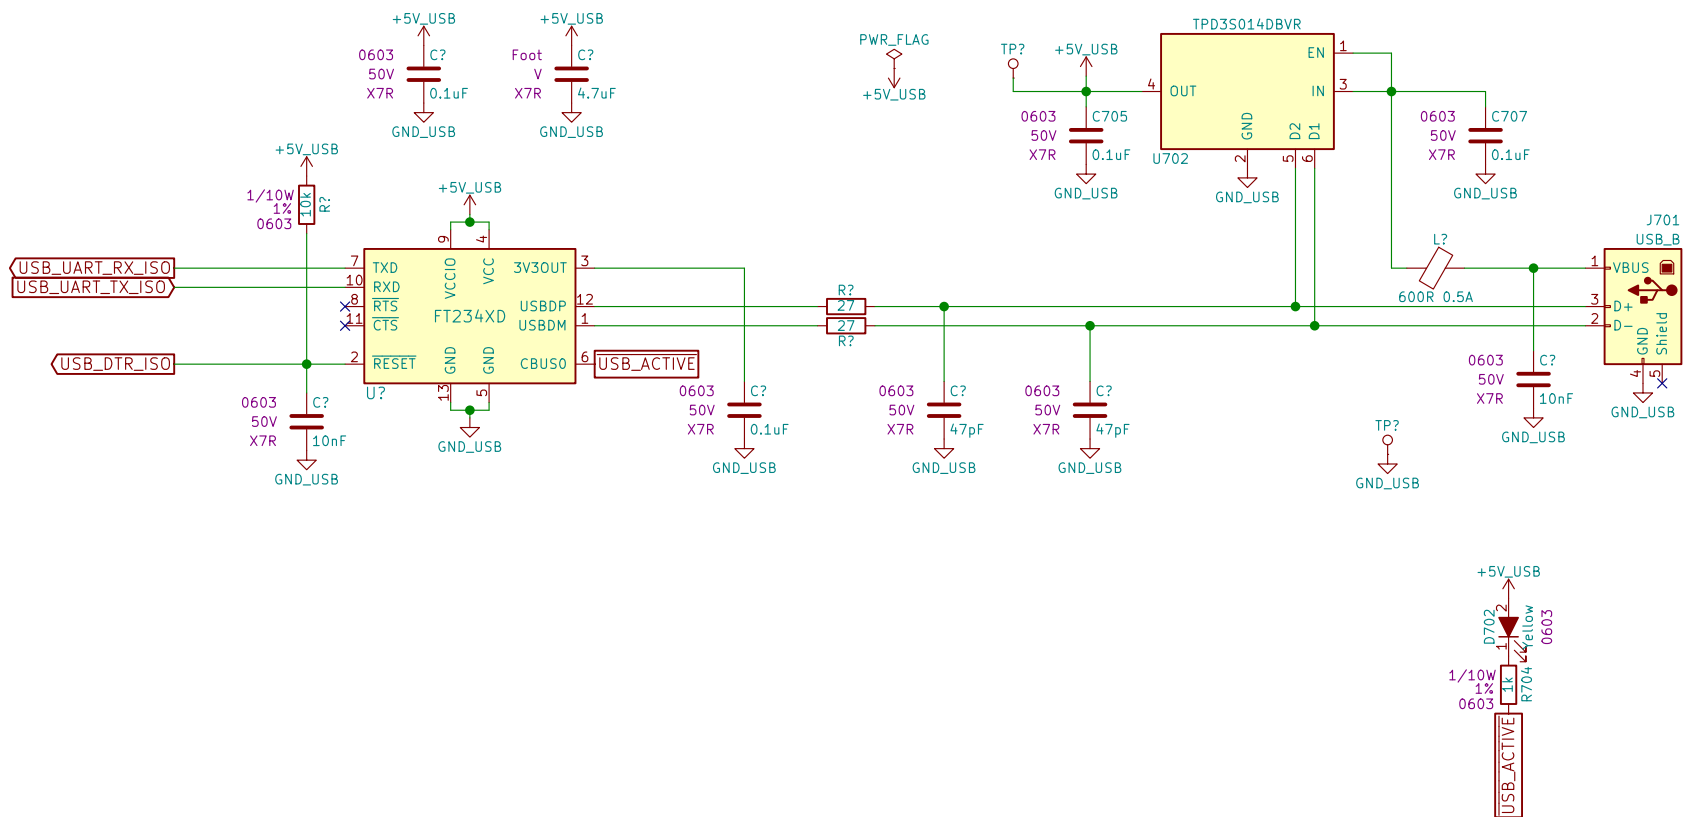 +5V_USB
0603
C?
50V
X7R
0.1uF
GND_USB
+5V_USB
Foot
C?
V
X7R
4.7uF
GND_USB
PWR_FLAG
+5V_USB
TP?
+5V_USB
0603
C705
50V
X7R
0.1uF
GND_USB
TPD3S014DBVR
EN
1
IN
3
4
OUT
GND
D2
D1
2
5
6
U702
GND_USB
0603
C707
50V
X7R
0.1uF
GND_USB
+5V_USB
1/10W
1%
0603
10k
R?
+5V_USB
9
4
USB_UART_RX_ISO
USB_UART_TX_ISO
USB_DTR_ISO
7
TXD
10
RXD
8
RTS
11
CTS
2
RESET
VCCIO
VCC
FT234XD
GND
GND
3V3OUT
3
USBDP
12
USBDM
1
CBUS0
6
USB_ACTIVE
U?
13
5
GND_USB
0603
C?
50V
X7R
10nF
GND_USB
R?
27
27
R?
0603
C?
50V
X7R
0.1uF
GND_USB
0603
C?
50V
X7R
47pF
GND_USB
0603
C?
50V
X7R
47pF
GND_USB
L?
600R 0.5A
J701
USB_B
1
VBUS
3
D+
2
D-
GND
Shield
4
5
GND_USB
0603
C?
50V
X7R
10nF
GND_USB
TP?
GND_USB
+5V_USB
2
D702
1
Yellow
0603
1/10W
1%
0603
1k
R704
USB_ACTIVE